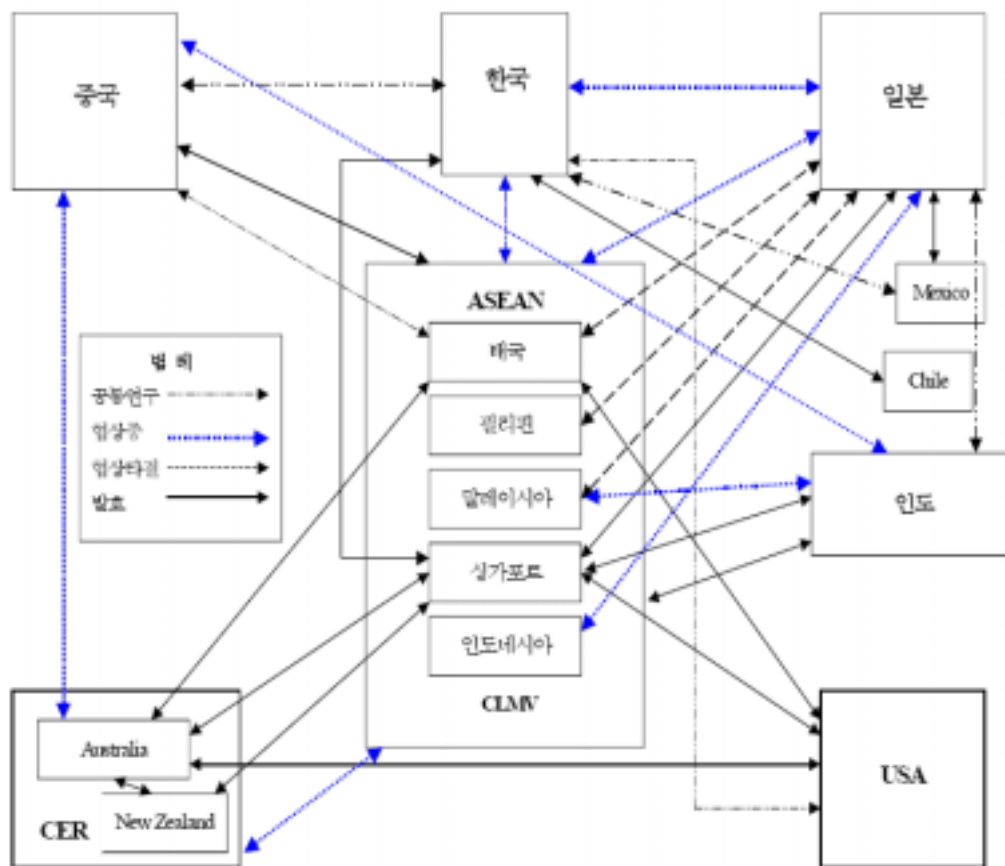 중국
한국
일본
ASEAN
Mexico
태국
범 례
Chile
공동연구
필리핀
협상중
협상타결
말레이시아
인도
발효
싱가포트
인도네시아
CLMV
Australia
USA
New Zealand
CER